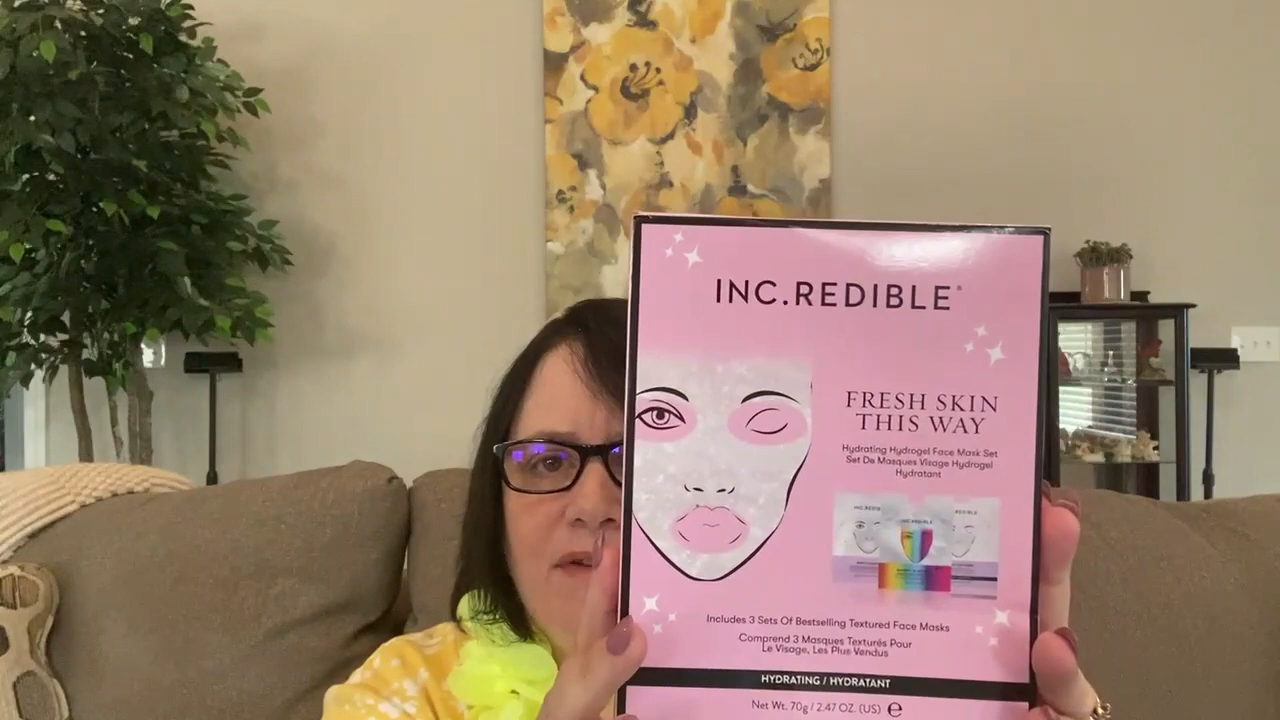 INC.REDIBLE®
FRESH SKIN
THIS WAY
Hydrating Hydrogel Face Mask Set
Set De Masques Visage Hydrogel
Hydratant
INC.REDIBLE
Includes 3 Sets Of Bestselling Textured Face Masks
Comprend 3 Masques Texturés Pour
Le Visage, Les Plus Vendus
HYDRATING / HYDRATANT
Net Wt. 70g / 2.47 OZ. (US) e